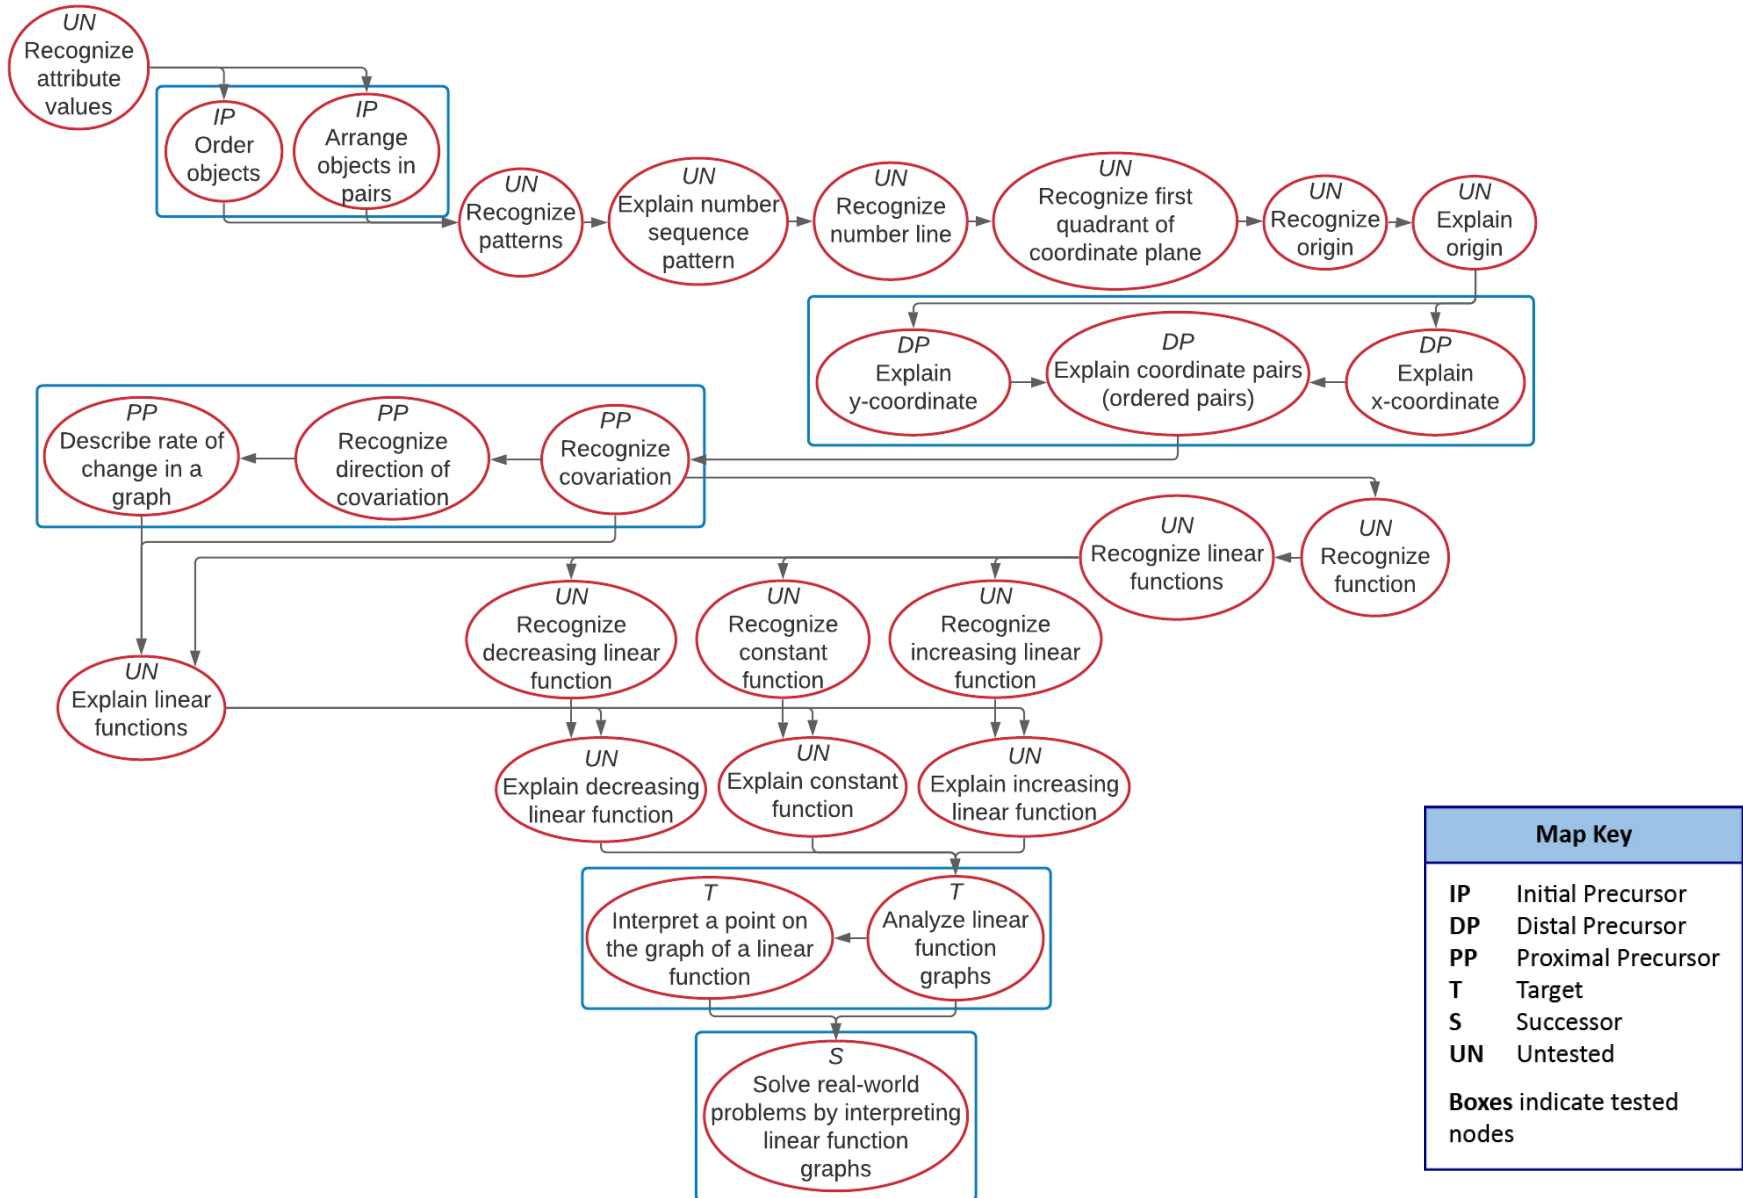 UN
Recognize
attribute
values
IP
Order
objects
IP
Arrange
objects in
pairs
UN
Recognize
patterns
UN
Explain number
sequence
pattern
UN
Recognize
number line
UN
Recognize first
quadrant of
coordinate plane
UN
Recognize
origin
UN
Explain
origin
DP
Explain
y-coordinate
DP
Explain coordinate pairs
(ordered pairs)
DP
Explain
x-coordinate
PP
Describe rate of
change in a
graph
PP
Recognize
direction of
covariation
PP
Recognize
covariation
UN
Recognize linear
functions
UN
Recognize
function
UN
Recognize
decreasing linear
function
UN
Recognize
constant
function
UN
Recognize
increasing linear
function
UN
Explain linear
functions
UN
Explain decreasing
linear function
UN
Explain constant
function
UN
Explain increasing
linear function
T
Interpret a point on
the graph of a linear
function
T
Analyze linear
function
graphs
S
Solve real-world
problems by interpreting
linear function
graphs
Map Key
IP Initial Precursor
DP Distal Precursor
PP Proximal Precursor
T Target
S Successor
UN Untested
Boxes indicate tested
nodes